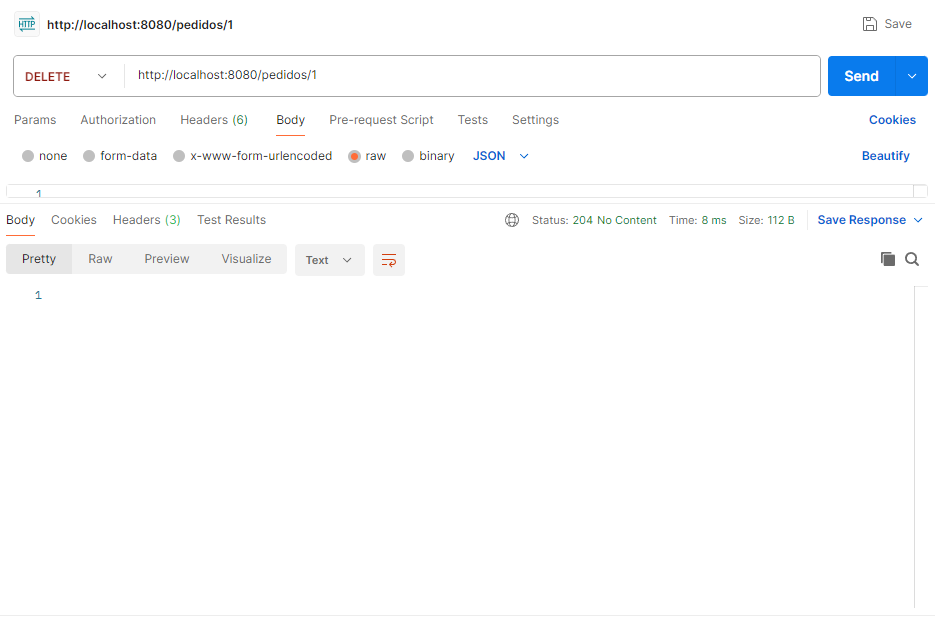 HTTP http://localhost:8080/pedidos/1 Save
DELETE http://localhost:8080/pedidos/1 Send
Params Authorization Headers (6) Body Pre-request Script Tests Settings Cookies
none form-data x-www-form-urlencoded raw binary JSON Beautify
1
Body Cookies Headers (3) Test Results Status: 204 No Content Time: 8 ms Size: 112 B Save Response
Pretty Raw Preview Visualize Text
1